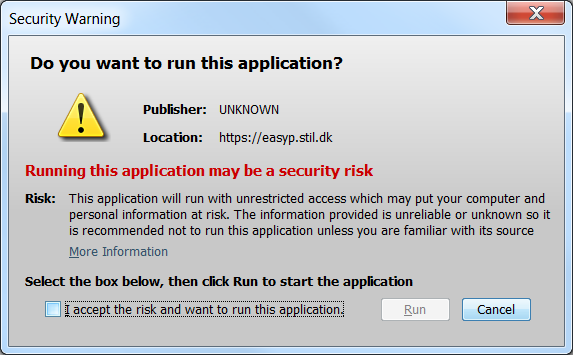 Security Warning
Do you want to run this application?
Publisher: UNKNOWN
Location: https://easyp.stil.dk
Running this application may be a security risk
Risk: This application will run with unrestricted access which may put your computer and
personal information at risk. The information provided is unreliable or unknown so it
is recommended not to run this application unless you are familiar with its source
More Information
Select the box below, then click Run to start the application
I accept the risk and want to run this application. Run Cancel